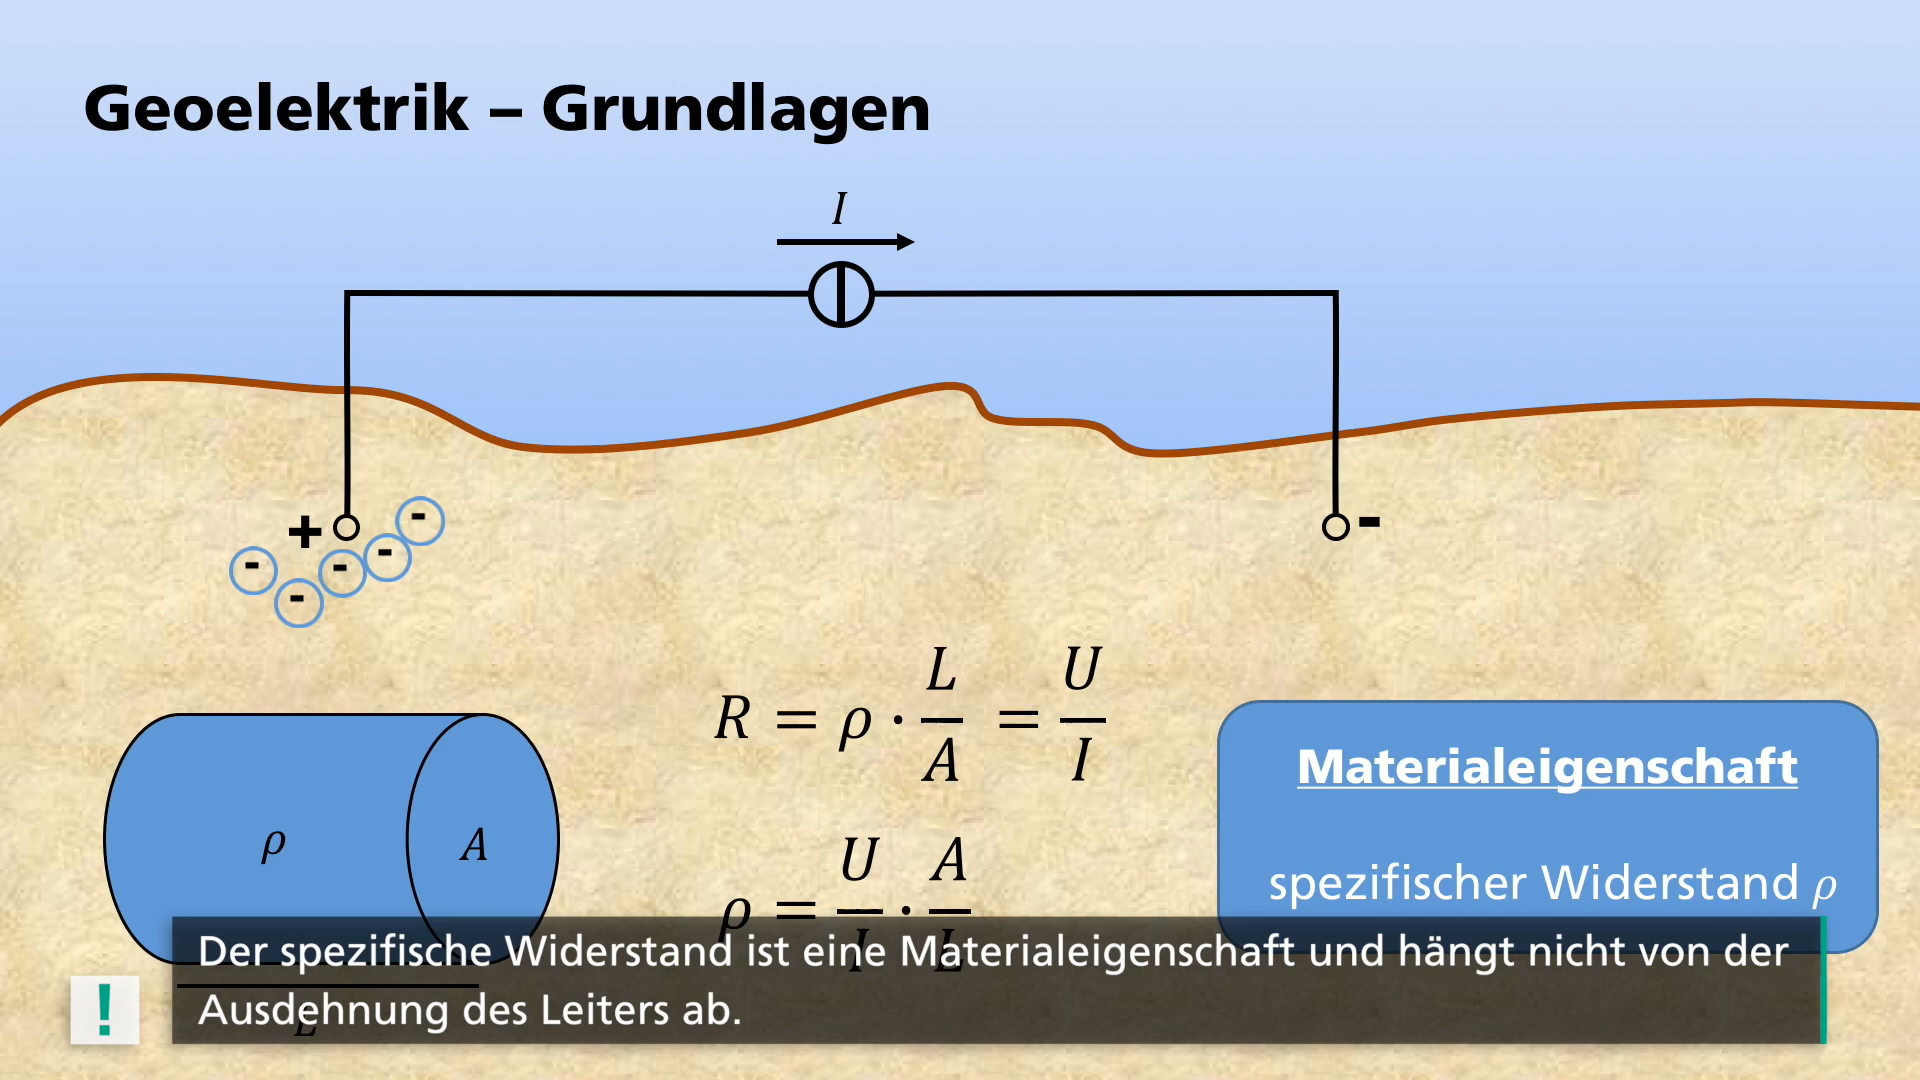 Geoelektrik – Grundlagen
I
+
-
-
-
-
-
-
R = ρ · L/A = U/I
ρ = U/I · A/L
ρ
A
L
Materialeigenschaft
spezifischer Widerstand ρ
! Der spezifische Widerstand ist eine Materialeigenschaft und hängt nicht von der
Ausdehnung des Leiters ab.